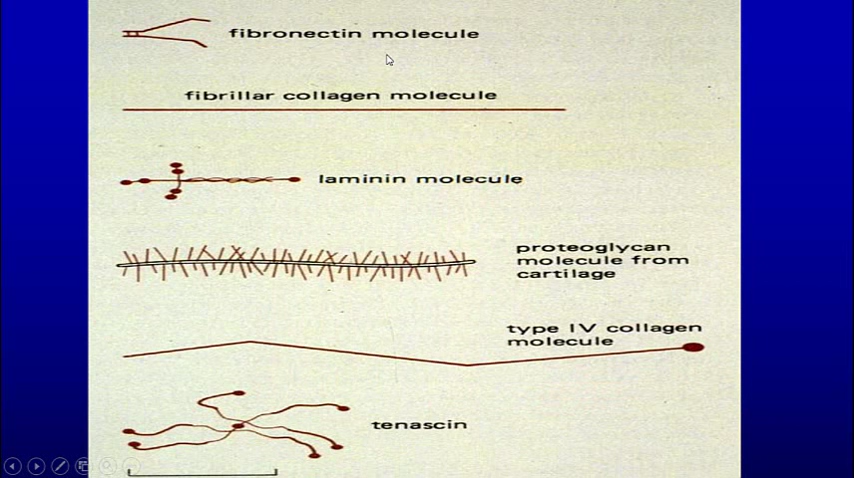 fibronectin molecule
fibrillar collagen molecule
laminin molecule
proteoglycan
molecule from
cartilage
type IV collagen
molecule
tenascin